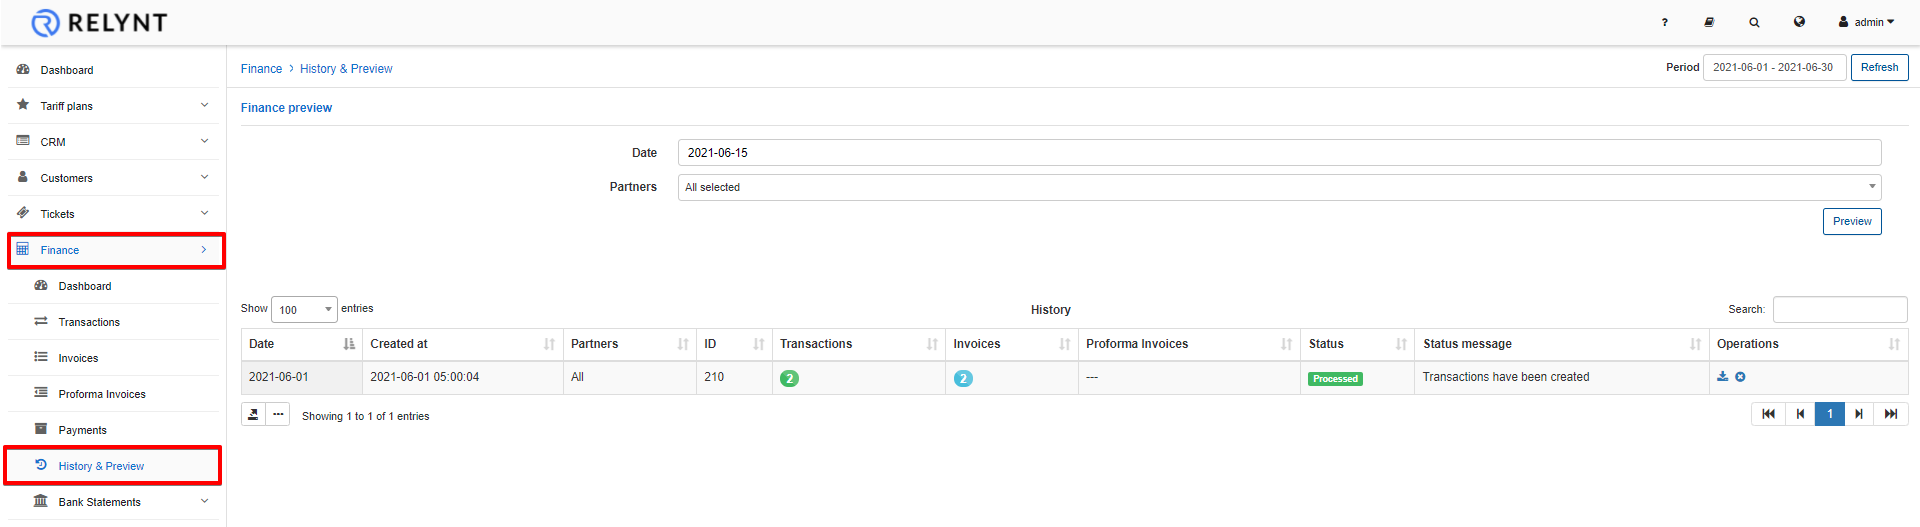 RELYNT
? admin
Dashboard
Tariff plans
CRM
Customers
Tickets
Finance
Dashboard
Transactions
Invoices
Proforma Invoices
Payments
History & Preview
Bank Statements
Finance > History & Preview
Period 2021-06-01 - 2021-06-30 Refresh
Finance preview
Date 2021-06-15
Partners All selected
Preview
Show 100 entries History Search:
Date Created at Partners ID Transactions Invoices Proforma Invoices Status Status message Operations
2021-06-01 2021-06-01 05:00:04 All 210 2 2 --- Processed Transactions have been created
Showing 1 to 1 of 1 entries 1